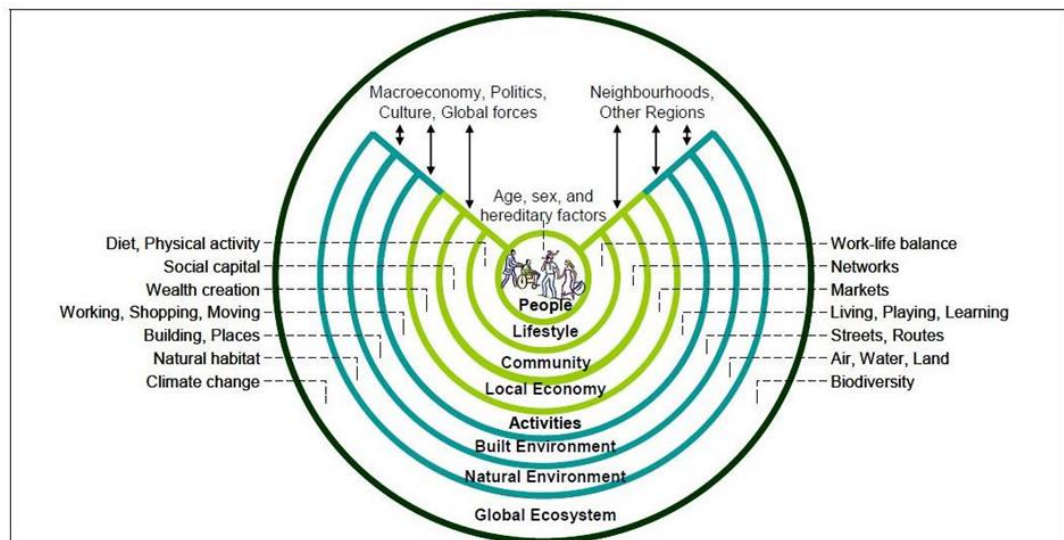 Macroeconomy, Politics,
Culture, Global forces
Neighbourhoods,
Other Regions
Age, sex, and
hereditary factors
Diet, Physical activity
Social capital
Wealth creation
Working, Shopping, Moving
Building, Places
Natural habitat
Climate change
Work-life balance
Networks
Markets
Living, Playing, Learning
Streets, Routes
Air, Water, Land
Biodiversity
People
Lifestyle
Community
Local Economy
Activities
Built Environment
Natural Environment
Global Ecosystem